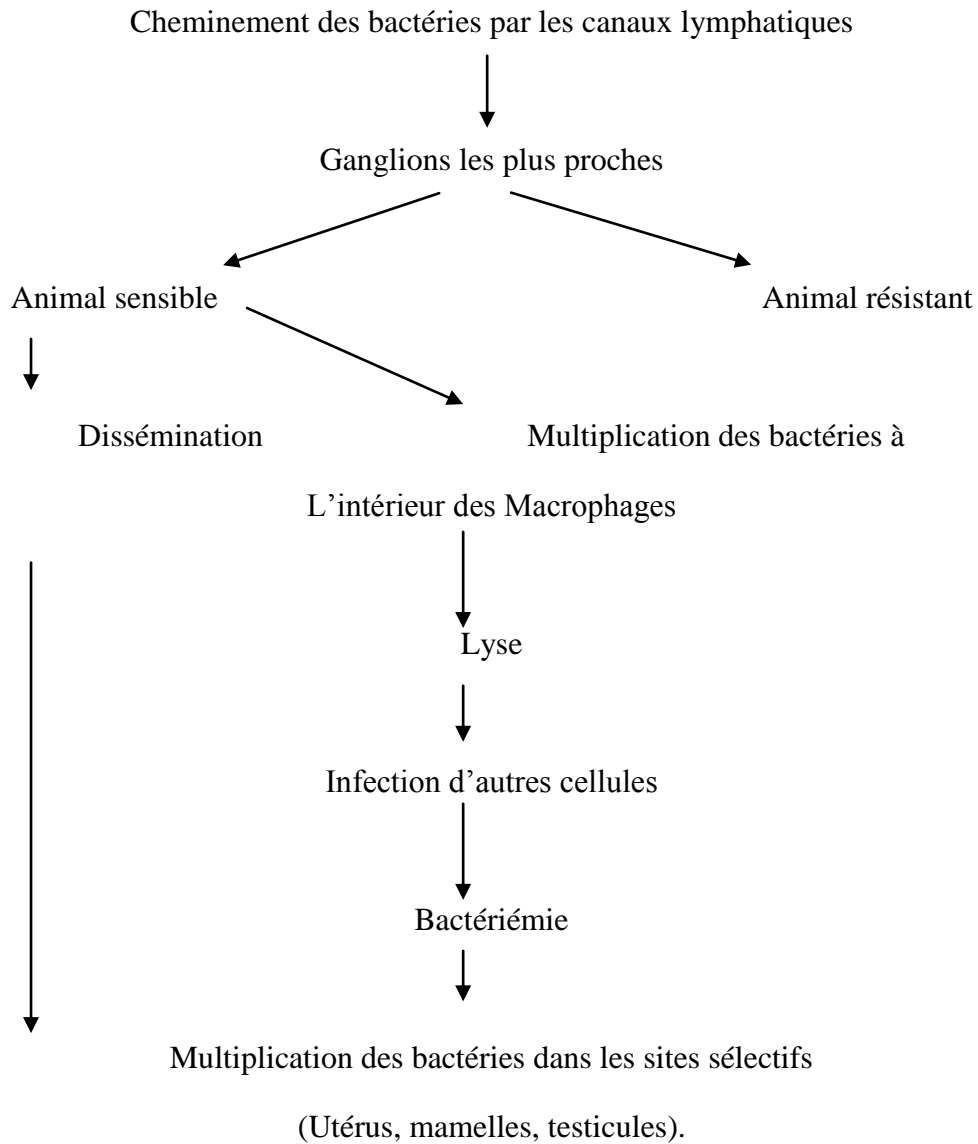 Cheminement des bactéries par les canaux lymphatiques
Ganglions les plus proches
Animal sensible
Animal résistant
Dissémination
Multiplication des bactéries à
L’intérieur des Macrophages
Lyse
Infection d’autres cellules
Bactériémie
Multiplication des bactéries dans les sites sélectifs
(Utérus, mamelles, testicules).